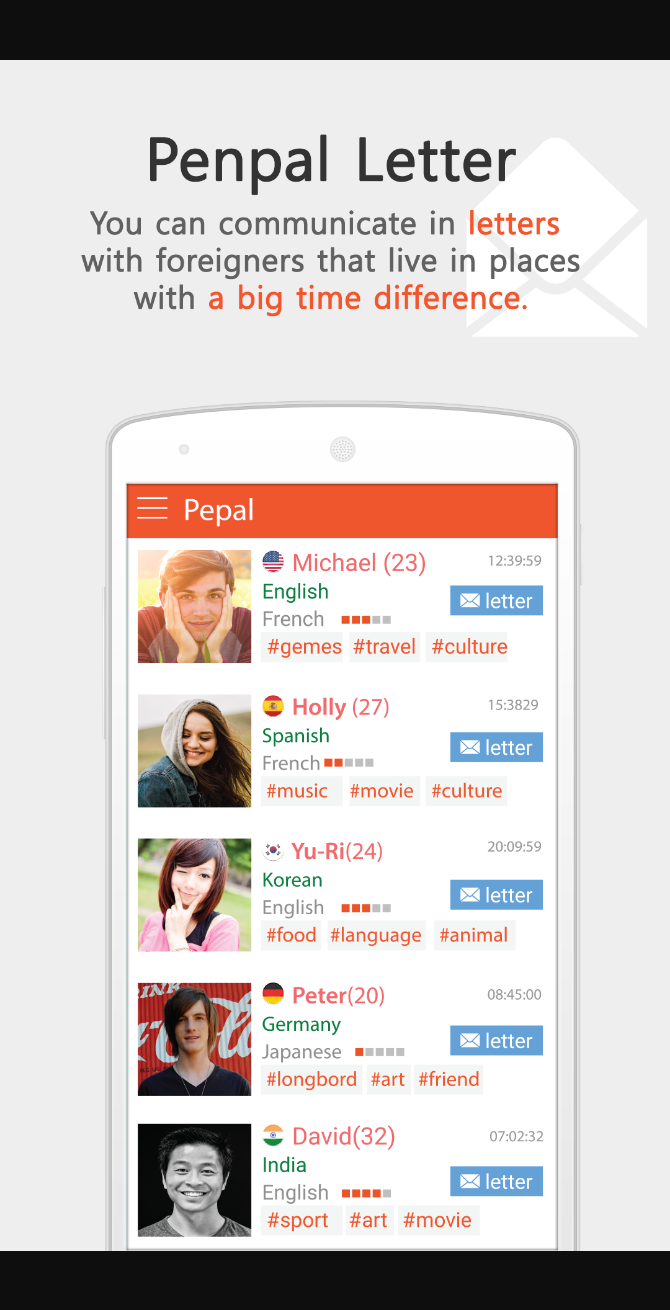 Penpal Letter
You can communicate in letters
with foreigners that live in places
with a big time difference.
Pepal
Michael (23) 12:39:59
English
letter
French
#gemes #travel #culture
Holly (27) 15:3829
Spanish
letter
French
#music #movie #culture
Yu-Ri(24) 20:09:59
Korean
letter
English
#food #language #animal
Peter(20) 08:45:00
Germany
letter
Japanese
#longbord #art #friend
David(32) 07:02:32
India
letter
English
#sport #art #movie